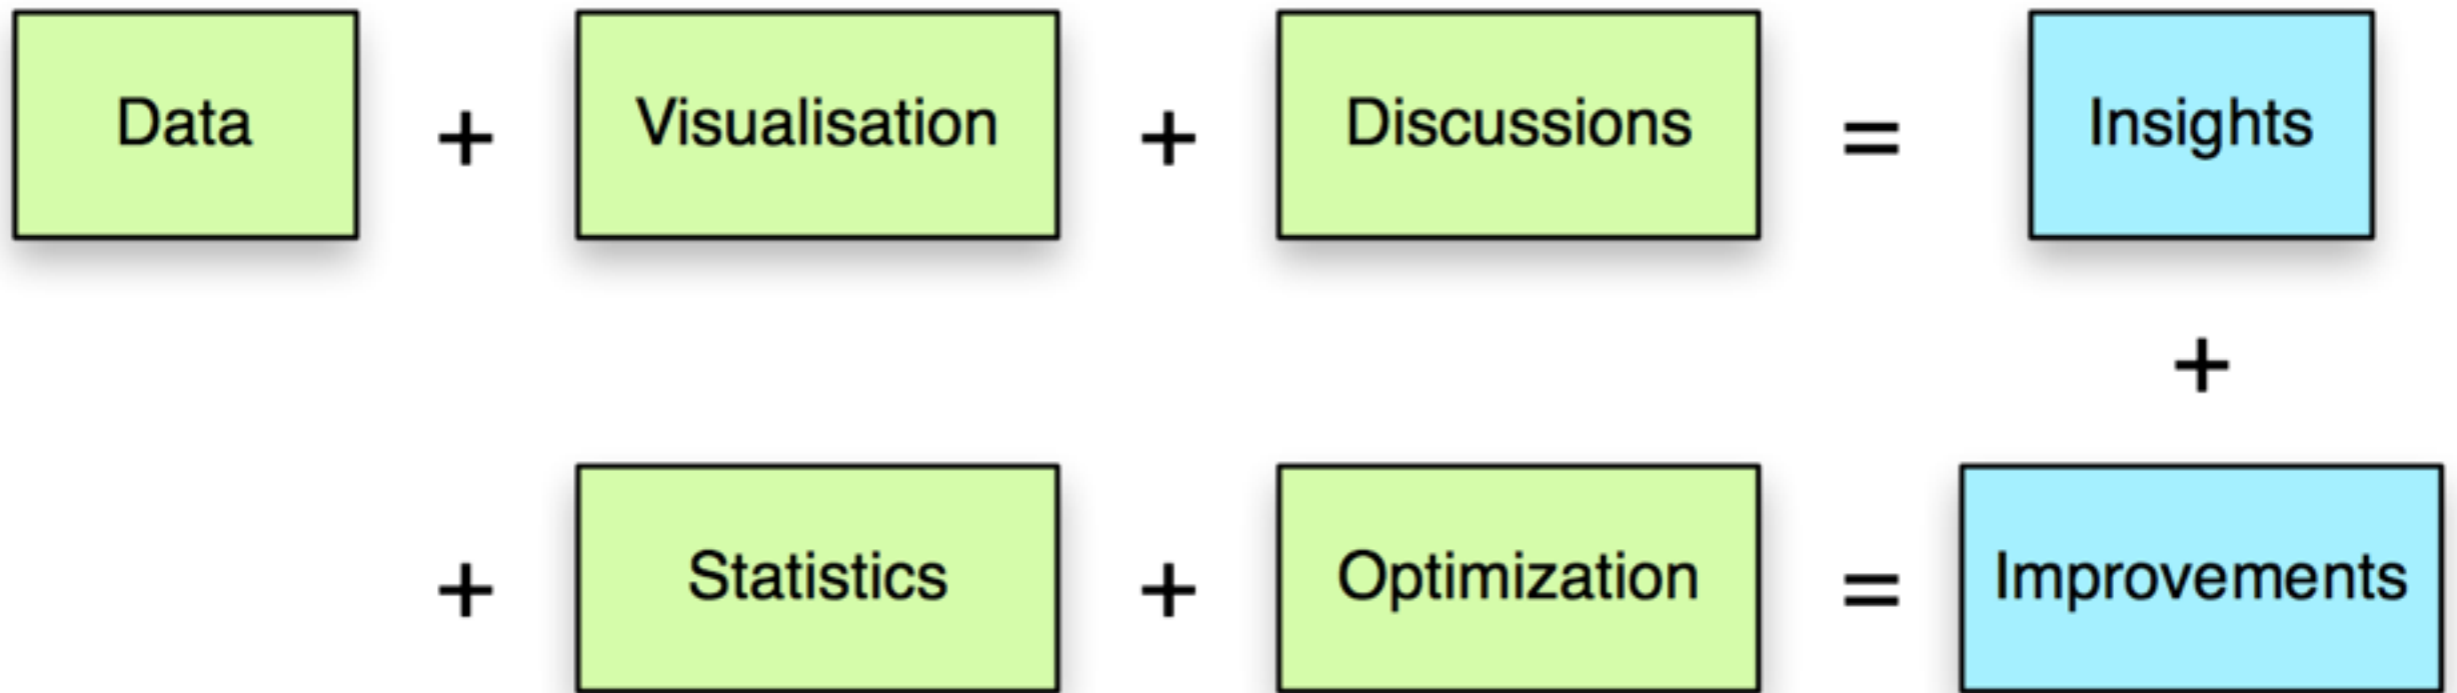 Data + Visualisation + Discussions = Insights
+
+ Statistics + Optimization = Improvements